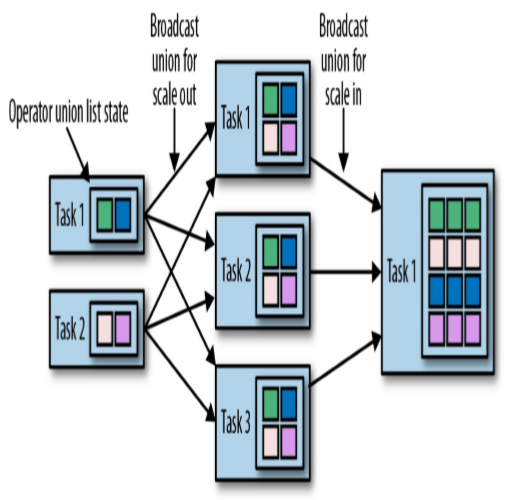 Broadcast
union for
scale out
Broadcast
union for
scale in
Operator union list state
Task 1
Task 2
Task 1
Task 2
Task 3
Task 1